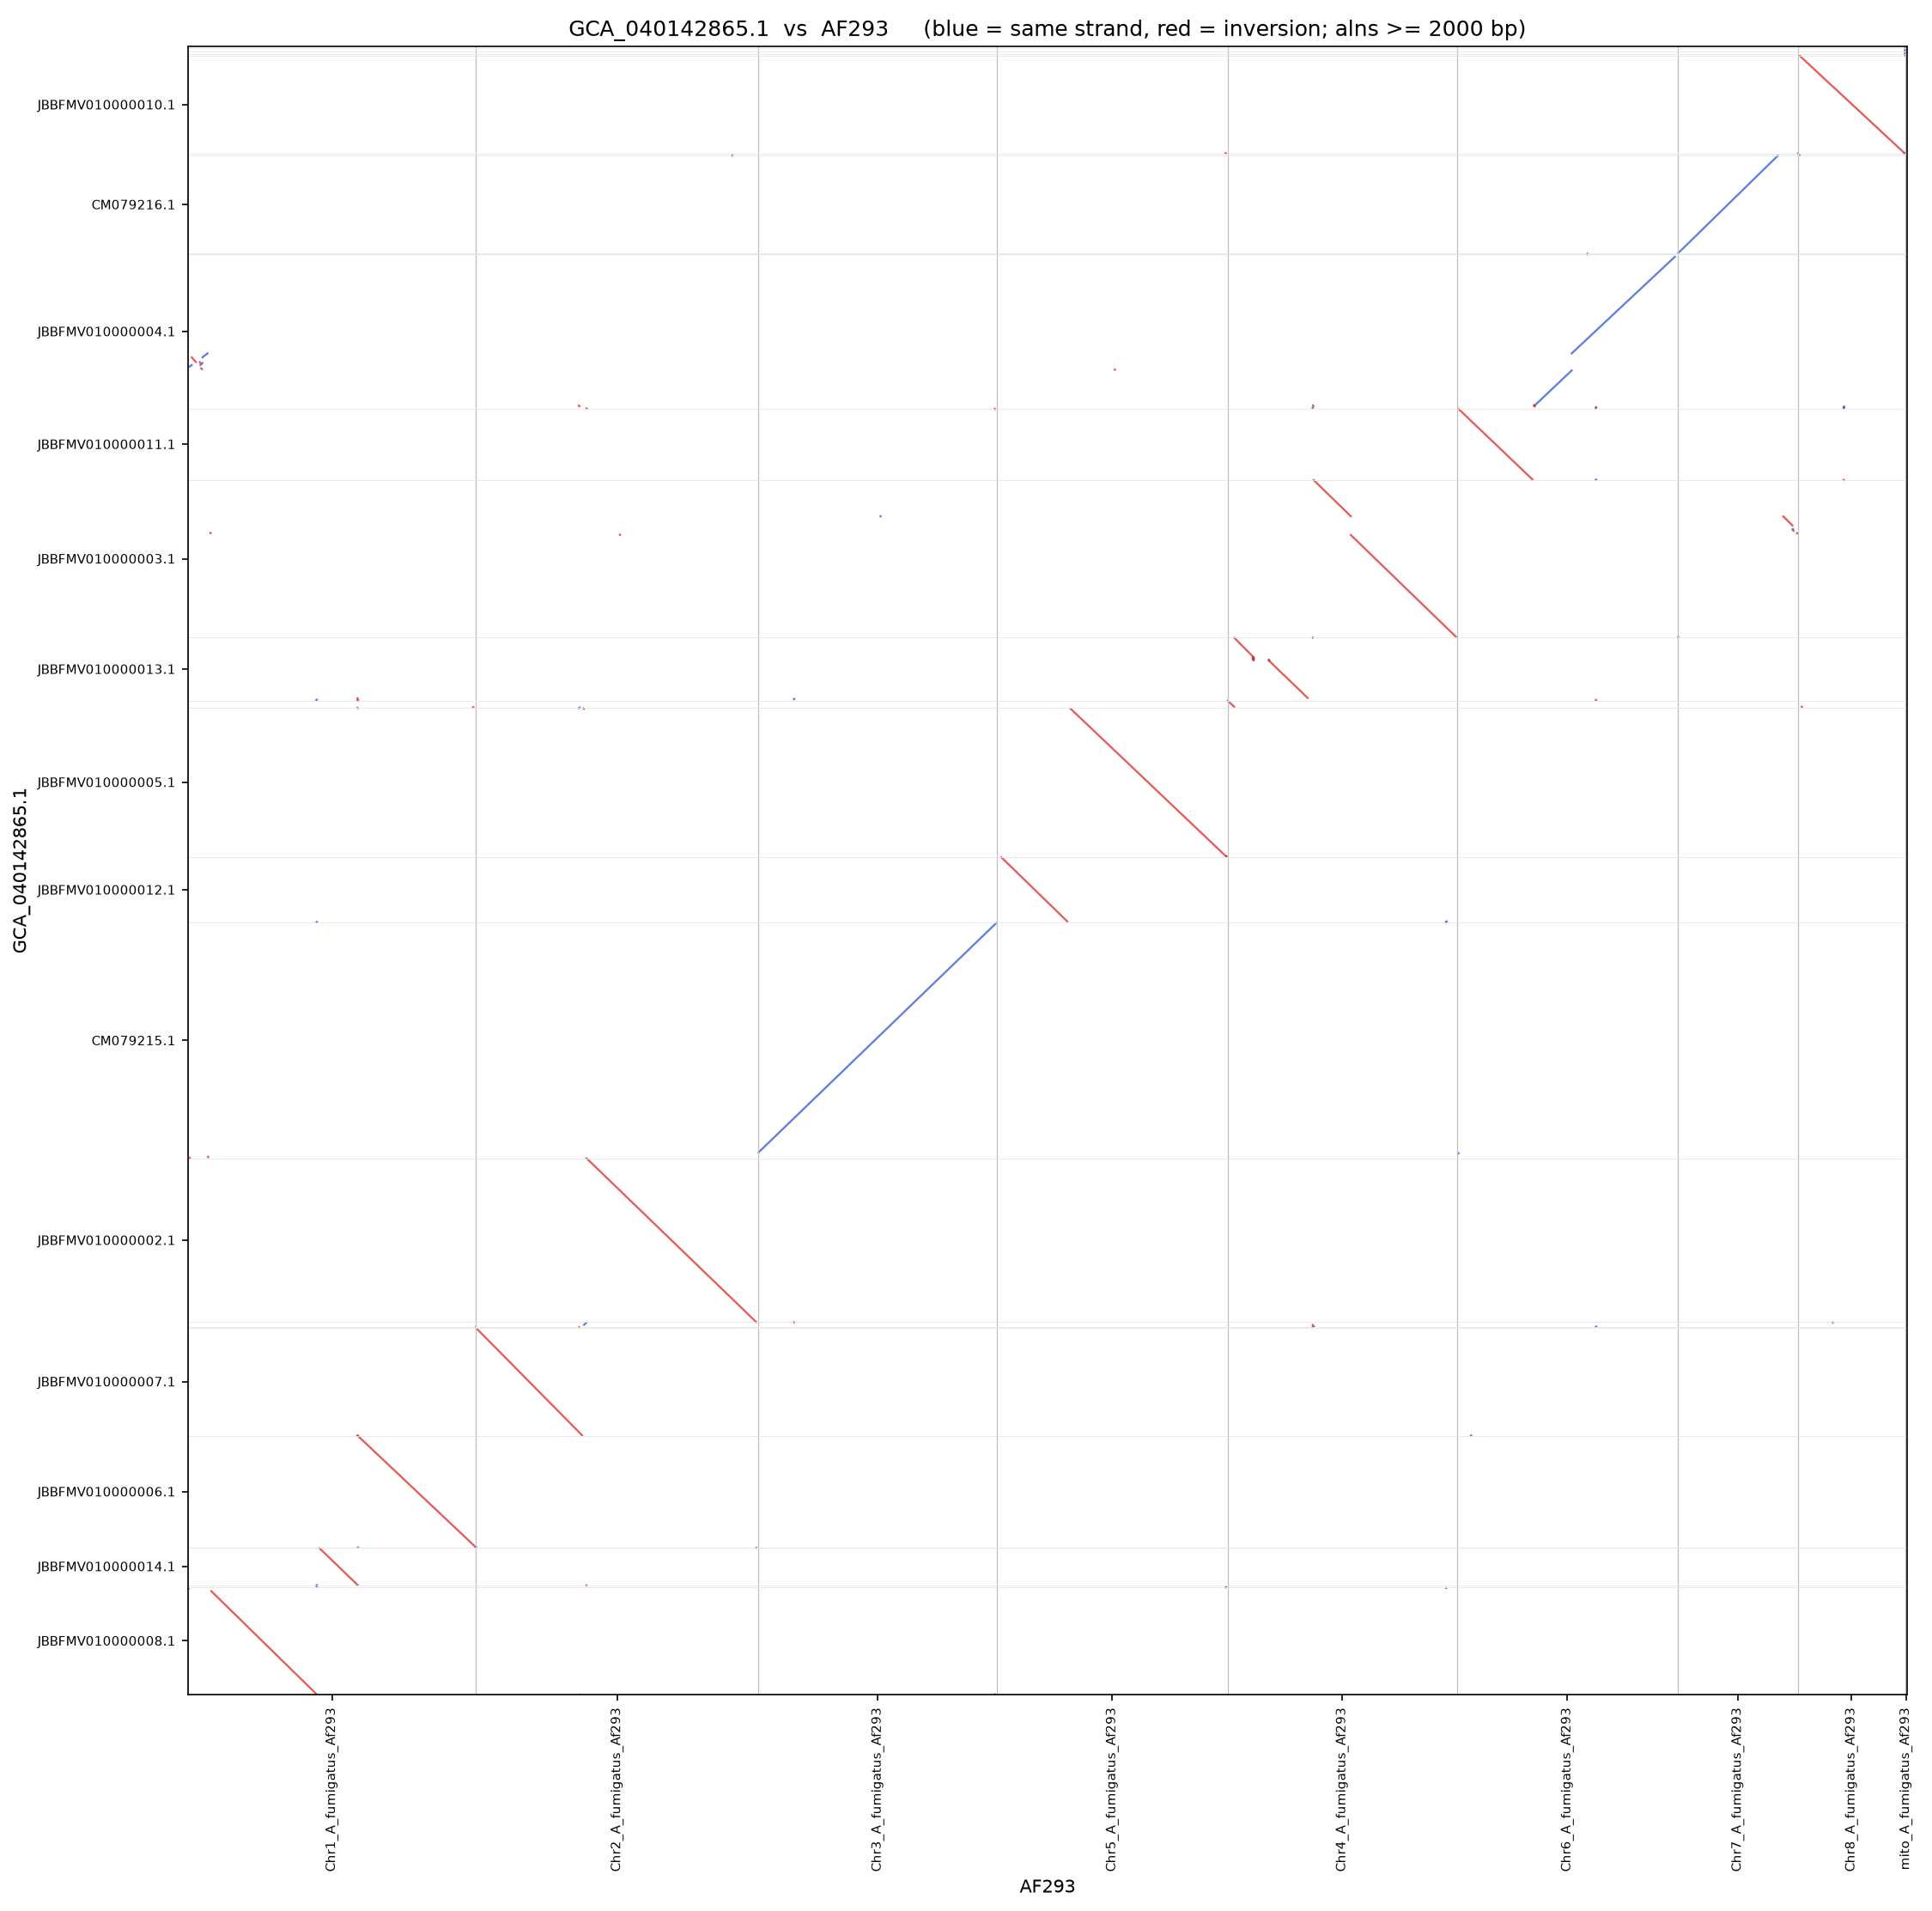 GCA_040142865.1 vs AF293 (blue = same strand, red = inversion; alns >= 2000 bp)
JBBFMV010000010.1
CM079216.1
JBBFMV010000004.1
JBBFMV010000011.1
JBBFMV010000003.1
JBBFMV010000013.1
JBBFMV010000005.1
JBBFMV010000012.1
CM079215.1
JBBFMV010000002.1
JBBFMV010000007.1
JBBFMV010000006.1
JBBFMV010000014.1
JBBFMV010000008.1
GCA_040142865.1
Chr1_A_fumigatus_Af293
Chr2_A_fumigatus_Af293
Chr3_A_fumigatus_Af293
Chr5_A_fumigatus_Af293
Chr4_A_fumigatus_Af293
Chr6_A_fumigatus_Af293
Chr7_A_fumigatus_Af293
Chr8_A_fumigatus_Af293
mito_A_fumigatus_Af293
AF293